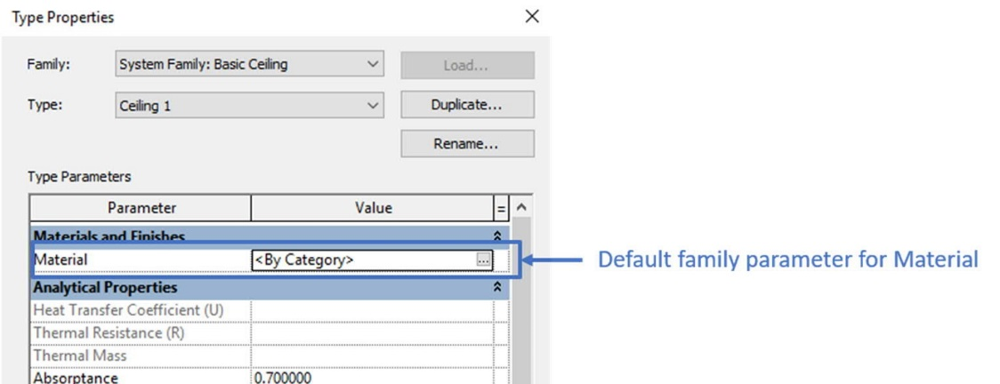 Type Properties
Family: System Family: Basic Ceiling Load...
Type: Ceiling 1 Duplicate...
Rename...
Type Parameters
Parameter Value =
Materials and Finishes
Material <By Category> ... Default family parameter for Material
Analytical Properties
Heat Transfer Coefficient (U)
Thermal Resistance (R)
Thermal Mass
Absorptance 0.700000